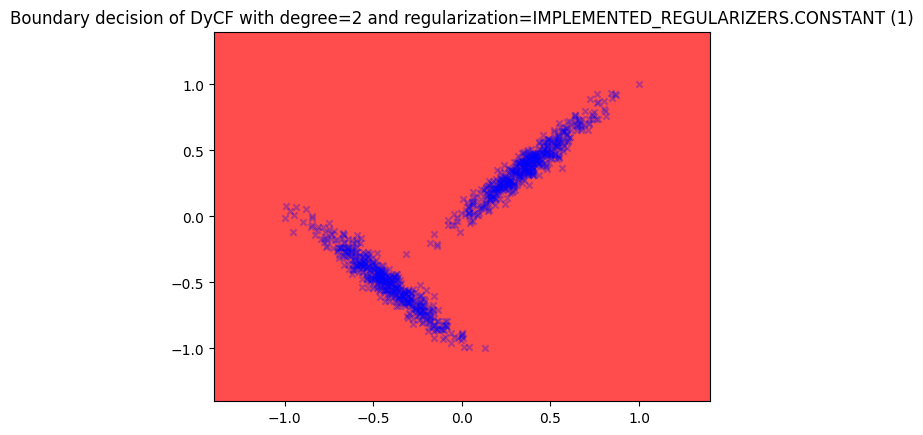 Boundary decision of DyCF with degree=2 and regularization=IMPLEMENTED_REGULARIZERS.CONSTANT (1)
1.0
0.5
0.0
−0.5
−1.0
−1.0 −0.5 0.0 0.5 1.0